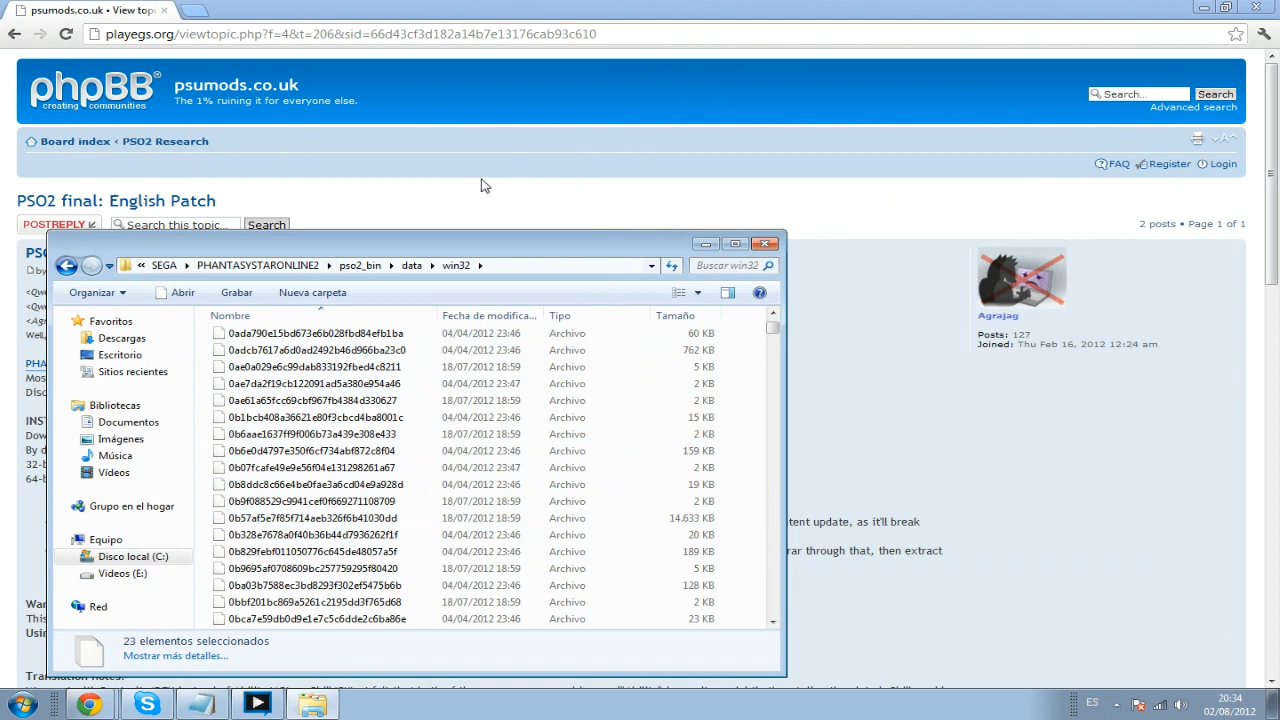 psumods.co.uk • View topi
playegs.org/viewtopic.php?f=4&t=206&sid=66d43cf3d182a14b7e13176cab93c610
phpBB®
creating communities
psumods.co.uk
The 1% ruining it for everyone else.
Search...
Search
Advanced search
Board index ‹ PSO2 Research
FAQ Register Login
PSO2 final: English Patch
POSTREPLY
Search this topic...
Search
2 posts • Page 1 of 1
Agrajag
Posts: 127
Joined: Thu Feb 16, 2012 12:24 am
« SEGA PHANTASYSTARONLINE2 pso2_bin data win32
Buscar win32
Organizar Abrir Grabar Nueva carpeta
Nombre Fecha de modifica... Tipo Tamaño
Favoritos
Descargas
Escritorio
Sitios recientes
Bibliotecas
Documentos
Imágenes
Música
Vídeos
Grupo en el hogar
Equipo
Disco local (C:)
Videos (E:)
Red
0ada790e15bd673e6b028fbd84efb1ba 04/04/2012 23:46 Archivo 60 KB
0adcb7617a6d0ad2492b46d966ba23c0 04/04/2012 23:46 Archivo 762 KB
0ae0a029e6c99dab833192fbed4c8211 18/07/2012 18:59 Archivo 5 KB
0ae7da2f19cb122091ad5a380e954a46 04/04/2012 23:47 Archivo 2 KB
0ae61a65fcc69cbf967fb4384d330627 18/07/2012 18:59 Archivo 2 KB
0b1bcb408a36621e80f3cbcd4ba8001c 04/04/2012 23:46 Archivo 15 KB
0b6aae1637ff9f006b73a439e308e433 18/07/2012 18:59 Archivo 2 KB
0b6e0d4797e350f6cf734abf872c8f04 04/04/2012 23:46 Archivo 159 KB
0b07fcafe49e9e56f04e131298261a67 04/04/2012 23:47 Archivo 2 KB
0b8ddc8c66e4be0fae3a6cd04e9a928d 04/04/2012 23:46 Archivo 19 KB
0b9f088529c9941cef0f669271108709 18/07/2012 18:59 Archivo 2 KB
0b57af5e7f85f714aeb326f6b41030dd 18/07/2012 18:59 Archivo 14.633 KB
0b328e7678a0f40b36b44d7936262f1f 04/04/2012 23:46 Archivo 20 KB
0b829febf011050776c645de48057a5f 04/04/2012 23:46 Archivo 189 KB
0b9695af0708609bc257759295f80420 18/07/2012 18:59 Archivo 5 KB
0ba03b7588ec3bd8293f302ef5475b6b 04/04/2012 23:46 Archivo 128 KB
0bbf201bc869a5261c2195dd3f765d68 18/07/2012 18:59 Archivo 2 KB
0bca7e59db0d9e1e7c5c6dde2c6ba86e 04/04/2012 23:46 Archivo 23 KB
tent update, as it'll break
rar through that, then extract
23 elementos seleccionados
Mostrar más detalles...
ES
20:34
02/08/2012